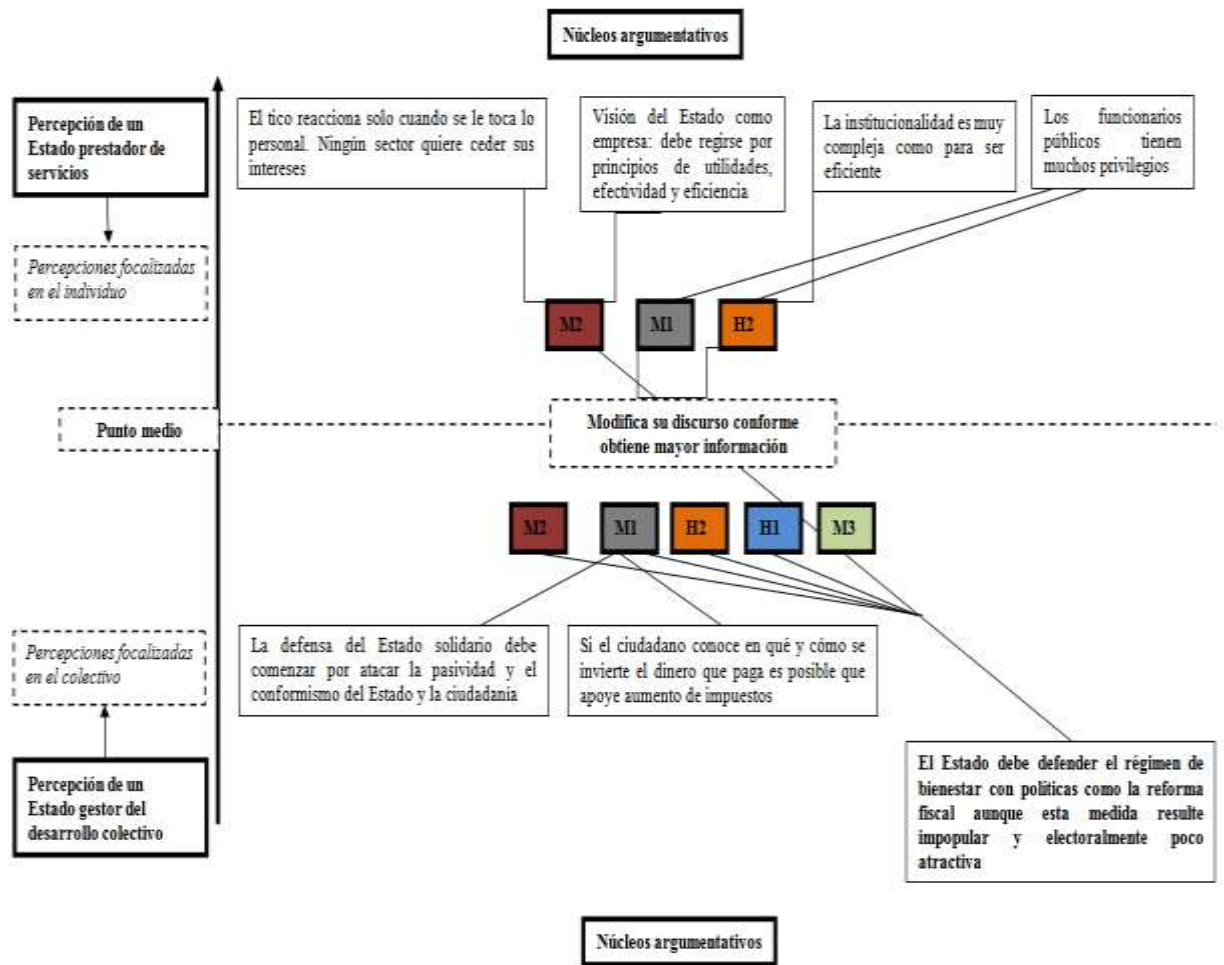 Núcleos argumentativos
Percepción de un
Estado prestador de
servicios
El tico reacciona solo cuando se le toca lo
personal. Ningún sector quiere ceder sus
intereses
Visión del Estado como
empresa: debe regirse por
principios de utilidades,
efectividad y eficiencia
La institucionalidad es muy
compleja como para ser
eficiente
Los funcionarios
públicos tienen
muchos privilegios
Percepciones focalizadas
en el individuo
M2
M1
H2
Punto medio
Modifica su discurso conforme
obtiene mayor información
M2
M1
H2
H1
M3
Percepciones focalizadas
en el colectivo
La defensa del Estado solidario debe
comenzar por atacar la pasividad y el
conformismo del Estado y la ciudadanía
Si el ciudadano conoce en qué y cómo se
invierte el dinero que paga es posible que
apoye aumento de impuestos
Percepción de un
Estado gestor del
desarrollo colectivo
El Estado debe defender el régimen de
bienestar con políticas como la reforma
fiscal aunque esta medida resulte
impopular y electoralmente poco
atractiva
Núcleos argumentativos